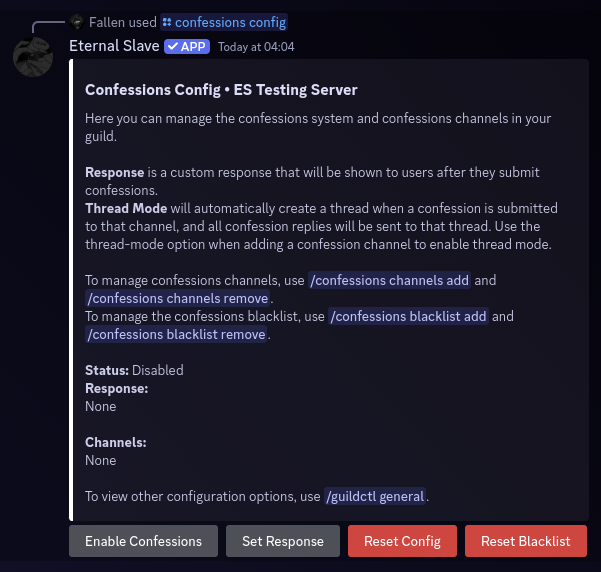 Fallen used confessions config
Eternal Slave APP Today at 04:04
Confessions Config • ES Testing Server
Here you can manage the confessions system and confessions channels in your
guild.
Response is a custom response that will be shown to users after they submit
confessions.
Thread Mode will automatically create a thread when a confession is submitted
to that channel, and all confession replies will be sent to that thread. Use the
thread-mode option when adding a confession channel to enable thread mode.
To manage confessions channels, use /confessions channels add and
/confessions channels remove.
To manage the confessions blacklist, use /confessions blacklist add and
/confessions blacklist remove.
Status: Disabled
Response:
None
Channels:
None
To view other configuration options, use /guildctl general.
Enable Confessions Set Response Reset Config Reset Blacklist